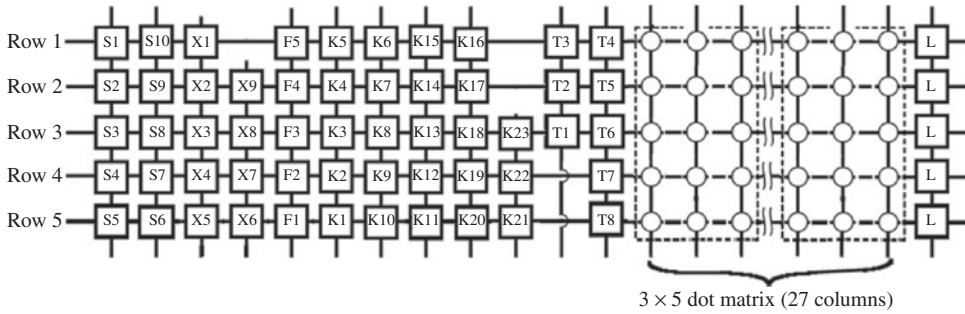 Row 1 S1 S10 X1 F5 K5 K6 K15 K16 T3 T4 L
Row 2 S2 S9 X2 X9 F4 K4 K7 K14 K17 T2 T5 L
Row 3 S3 S8 X3 X8 F3 K3 K8 K13 K18 K23 T1 T6 L
Row 4 S4 S7 X4 X7 F2 K2 K9 K12 K19 K22 T7 L
Row 5 S5 S6 X5 X6 F1 K1 K10 K11 K20 K21 T8 L
3 × 5 dot matrix (27 columns)